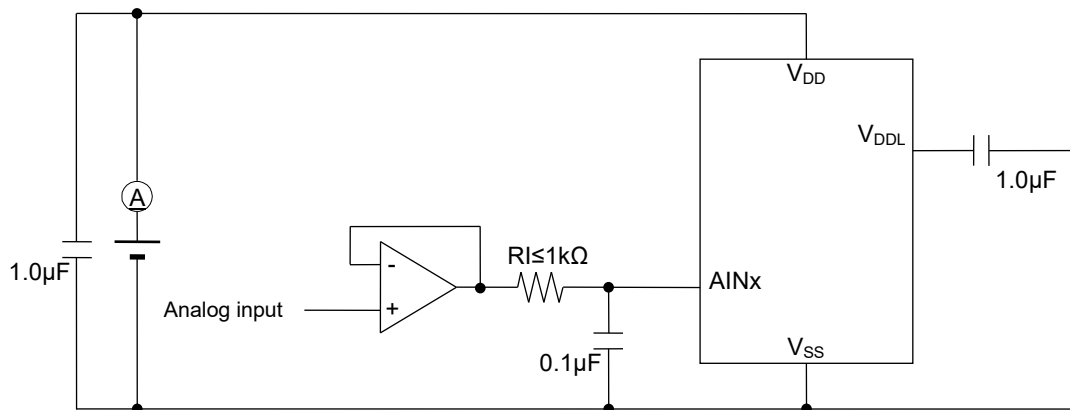 V_DD
V_DDL
1.0µF
A
1.0µF
RI≤1kΩ
-
+
Analog input
AINx
0.1µF
V_SS